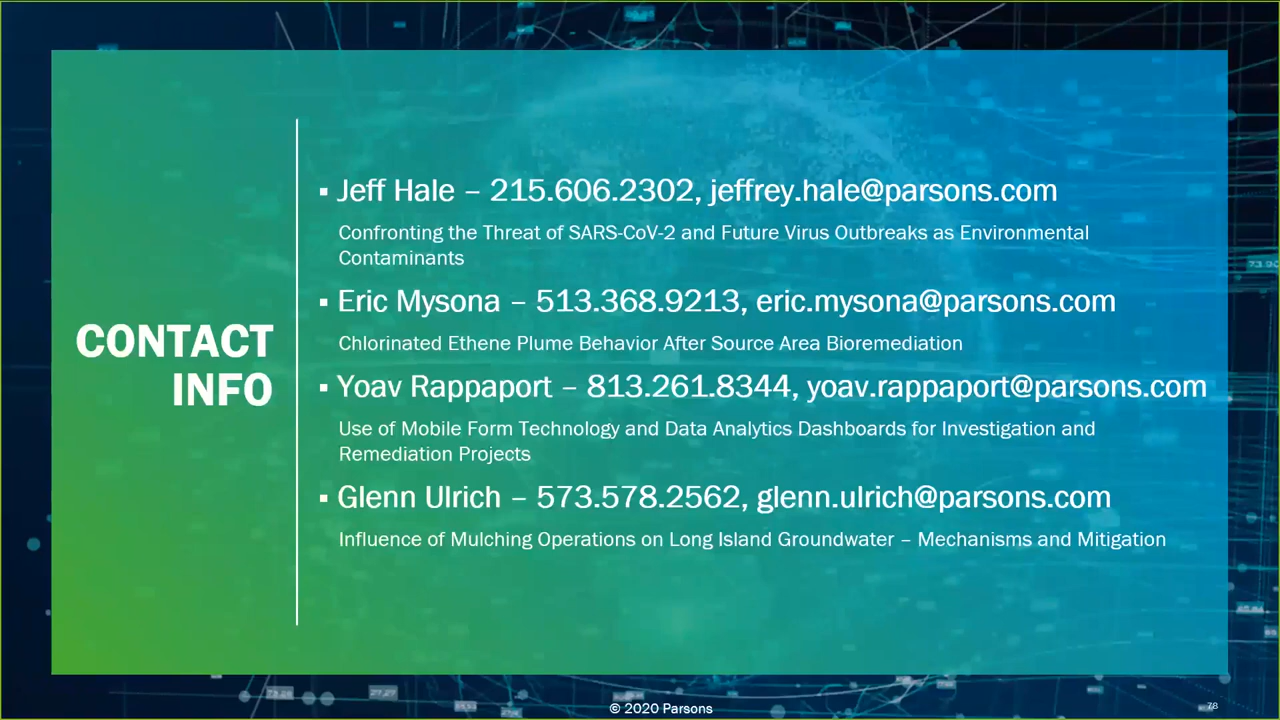 CONTACT
INFO
▪ Jeff Hale – 215.606.2302, jeffrey.hale@parsons.com
Confronting the Threat of SARS-CoV-2 and Future Virus Outbreaks as Environmental
Contaminants
▪ Eric Mysona – 513.368.9213, eric.mysona@parsons.com
Chlorinated Ethene Plume Behavior After Source Area Bioremediation
▪ Yoav Rappaport – 813.261.8344, yoav.rappaport@parsons.com
Use of Mobile Form Technology and Data Analytics Dashboards for Investigation and
Remediation Projects
▪ Glenn Ulrich – 573.578.2562, glenn.ulrich@parsons.com
Influence of Mulching Operations on Long Island Groundwater – Mechanisms and Mitigation
© 2020 Parsons
78